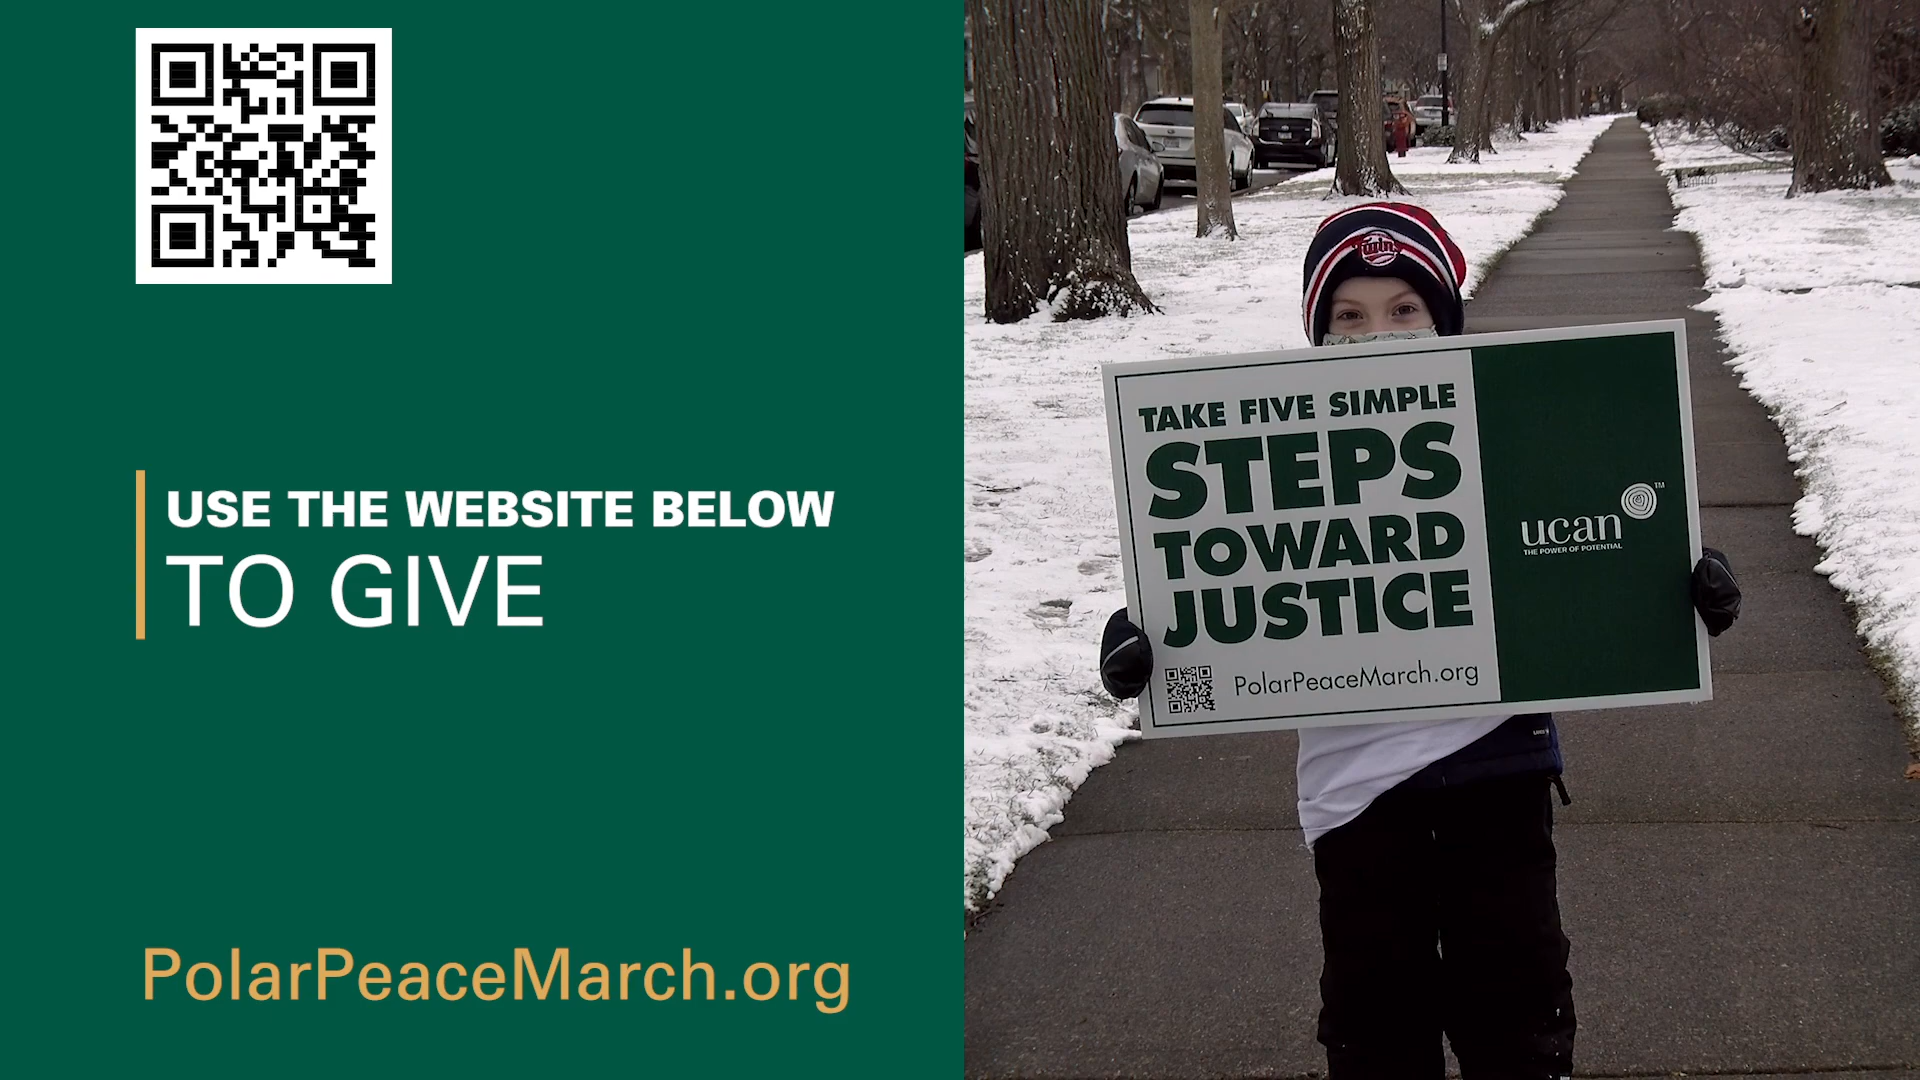 USE THE WEBSITE BELOW
TO GIVE
PolarPeaceMarch.org
Twins
TAKE FIVE SIMPLE
STEPS
TOWARD
JUSTICE
PolarPeaceMarch.org
ucan™
THE POWER OF POTENTIAL